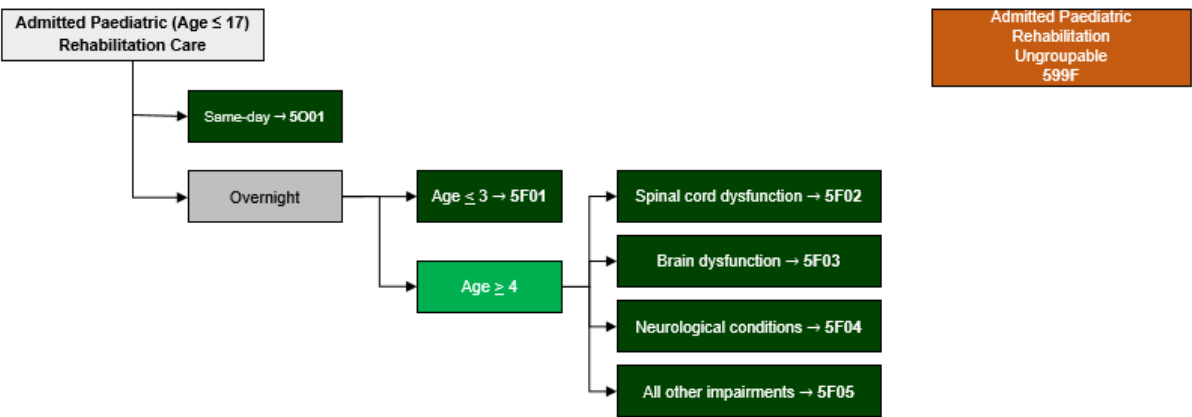 Admitted Paediatric (Age ≤ 17)
Rehabilitation Care
Admitted Paediatric
Rehabilitation
Ungroupable
599F
Same-day → 5O01
Overnight
Age ≤ 3 → 5F01
Spinal cord dysfunction → 5F02
Brain dysfunction → 5F03
Age ≥ 4
Neurological conditions → 5F04
All other impairments → 5F05